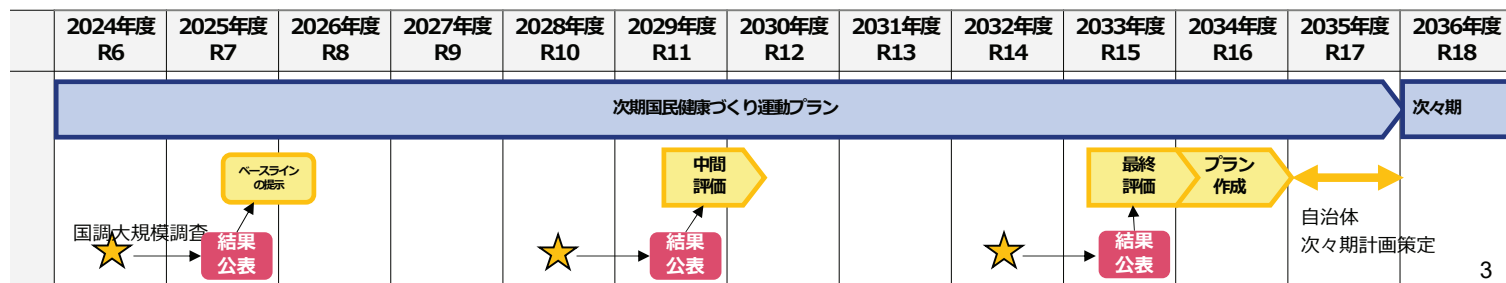 2024年度 2025年度 2026年度 2027年度 2028年度 2029年度 2030年度 2031年度 2032年度 2033年度 2034年度 2035年度 2036年度
R6 R7 R8 R9 R10 R11 R12 R13 R14 R15 R16 R17 R18
次期国民健康づくり運動プラン 次々期
ベースライン
の提示
中間
評価
最終
評価
プラン
作成
国調大規模調査
結果
公表
結果
公表
結果
公表
自治体
次々期計画策定
3